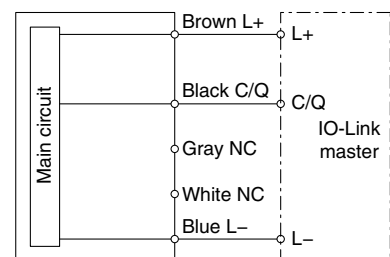 Brown L+
L+
Black C/Q
C/Q
Main circuit
IO-Link
master
Gray NC
White NC
Blue L−
L−